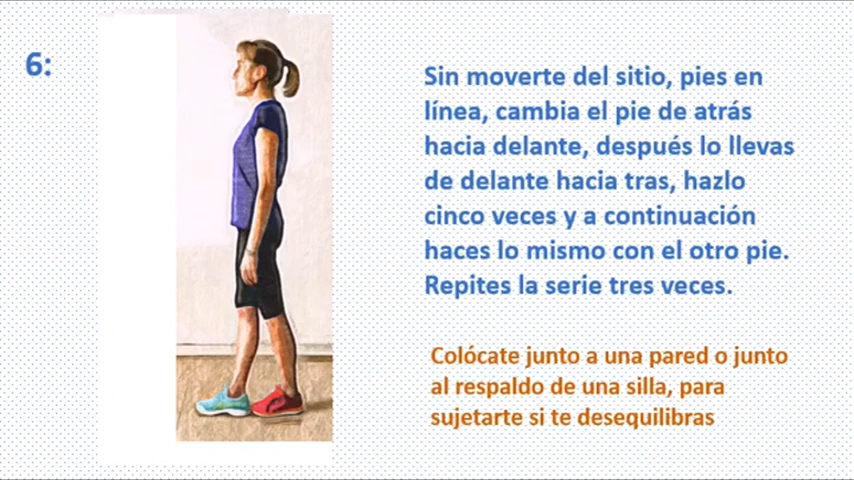 6:
Sin moverte del sitio, pies en
línea, cambia el pie de atrás
hacia delante, después lo llevas
de delante hacia tras, hazlo
cinco veces y a continuación
haces lo mismo con el otro pie.
Repites la serie tres veces.
Colócate junto a una pared o junto
al respaldo de una silla, para
sujetarte si te desequilibras